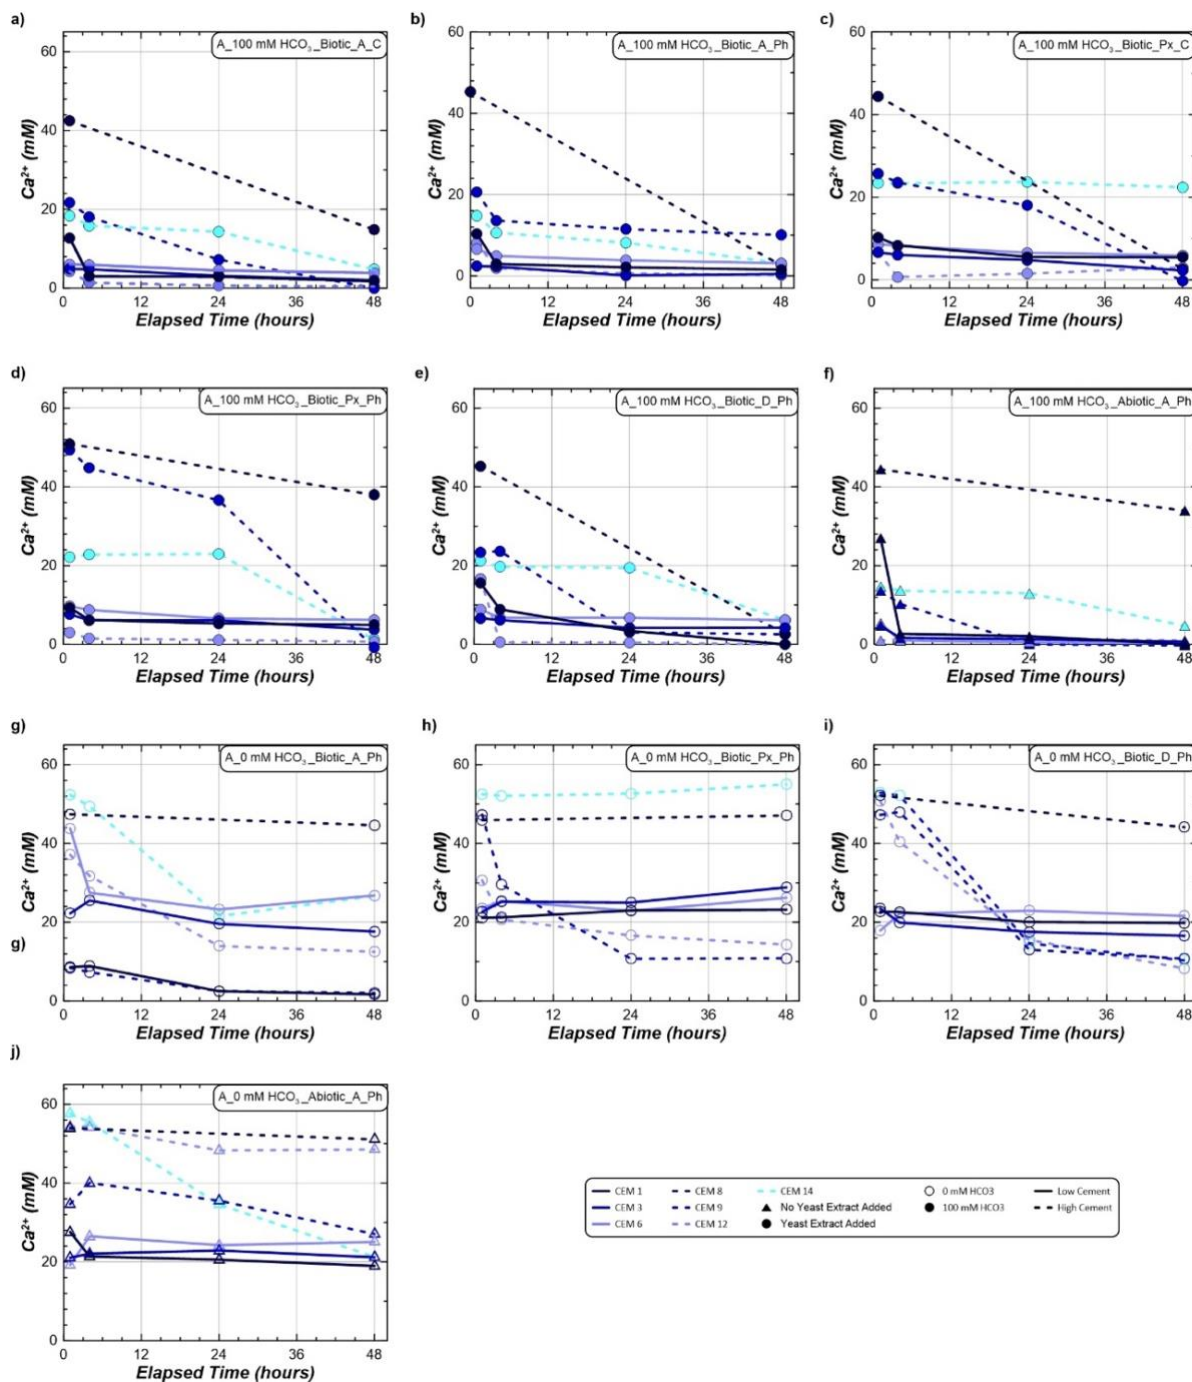 a)
A_100 mM HCO3_Biotic_A_C
60
40
20
0
Ca2+ (mM)
0 12 24 36 48
Elapsed Time (hours)
b)
A_100 mM HCO3_Biotic_A_Ph
60
40
20
0
Ca2+ (mM)
0 12 24 36 48
Elapsed Time (hours)
c)
A_100 mM HCO3_Biotic_Px_C
60
40
20
0
Ca2+ (mM)
0 12 24 36 48
Elapsed Time (hours)
d)
A_100 mM HCO3_Biotic_Px_Ph
60
40
20
0
Ca2+ (mM)
0 12 24 36 48
Elapsed Time (hours)
e)
A_100 mM HCO3_Biotic_D_Ph
60
40
20
0
Ca2+ (mM)
0 12 24 36 48
Elapsed Time (hours)
f)
A_100 mM HCO3_Abiotic_A_Ph
60
40
20
0
Ca2+ (mM)
0 12 24 36 48
Elapsed Time (hours)
g)
A_0 mM HCO3_Biotic_A_Ph
60
40
20
g)
0
Ca2+ (mM)
0 12 24 36 48
Elapsed Time (hours)
h)
A_0 mM HCO3_Biotic_Px_Ph
60
40
20
0
Ca2+ (mM)
0 12 24 36 48
Elapsed Time (hours)
i)
A_0 mM HCO3_Biotic_D_Ph
60
40
20
0
Ca2+ (mM)
0 12 24 36 48
Elapsed Time (hours)
j)
A_0 mM HCO3_Abiotic_A_Ph
60
40
20
0
Ca2+ (mM)
0 12 24 36 48
Elapsed Time (hours)
CEM 1 CEM 8 CEM 14 0 mM HCO3 Low Cement
CEM 3 CEM 9 No Yeast Extract Added 100 mM HCO3 High Cement
CEM 6 CEM 12 Yeast Extract Added